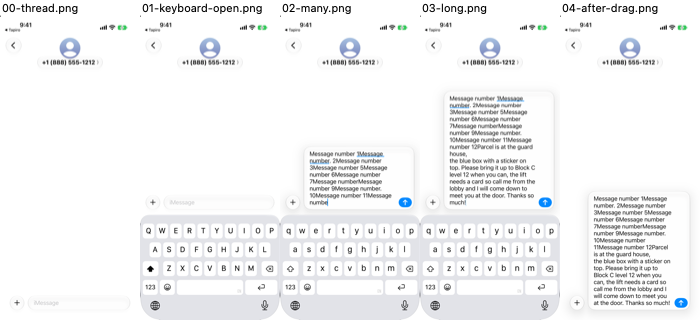 00-thread.png
9:41
+1 (888) 555-1212
iMessage
01-keyboard-open.png
9:41
+1 (888) 555-1212
iMessage
Q W E R T Y U I O P
A S D F G H J K L
Z X C V B N M
123
02-many.png
9:41
+1 (888) 555-1212
Message number 1Message
number. 2Message number
3Message number 5Message
number 6Message number
7Message numberMessage
number 9Message number.
10Message number 11Message
numbe
q w e r t y u i o p
a s d f g h j k l
z x c v b n m
123
03-long.png
9:41
+1 (888) 555-1212
Message number 1Message
number. 2Message number
3Message number 5Message
number 6Message number
7Message numberMessage
number 9Message number.
10Message number 11Message
number 12Parcel is at the guard
house,
the blue box with a sticker on
top. Please bring it up to Block C
level 12 when you can, the lift
needs a card so call me from the
lobby and I will come down to
meet you at the door. Thanks so
much!
q w e r t y u i o p
a s d f g h j k l
z x c v b n m
123
04-after-drag.png
9:41
+1 (888) 555-1212
Message number 1Message
number. 2Message number
3Message number 5Message
number 6Message number
7Message numberMessage
number 9Message number.
10Message number
11Message number 12Parcel
is at the guard house,
the blue box with a sticker on
top. Please bring it up to
Block C level 12 when you
can, the lift needs a card so
call me from the lobby and I
will come down to meet you
at the door. Thanks so much!